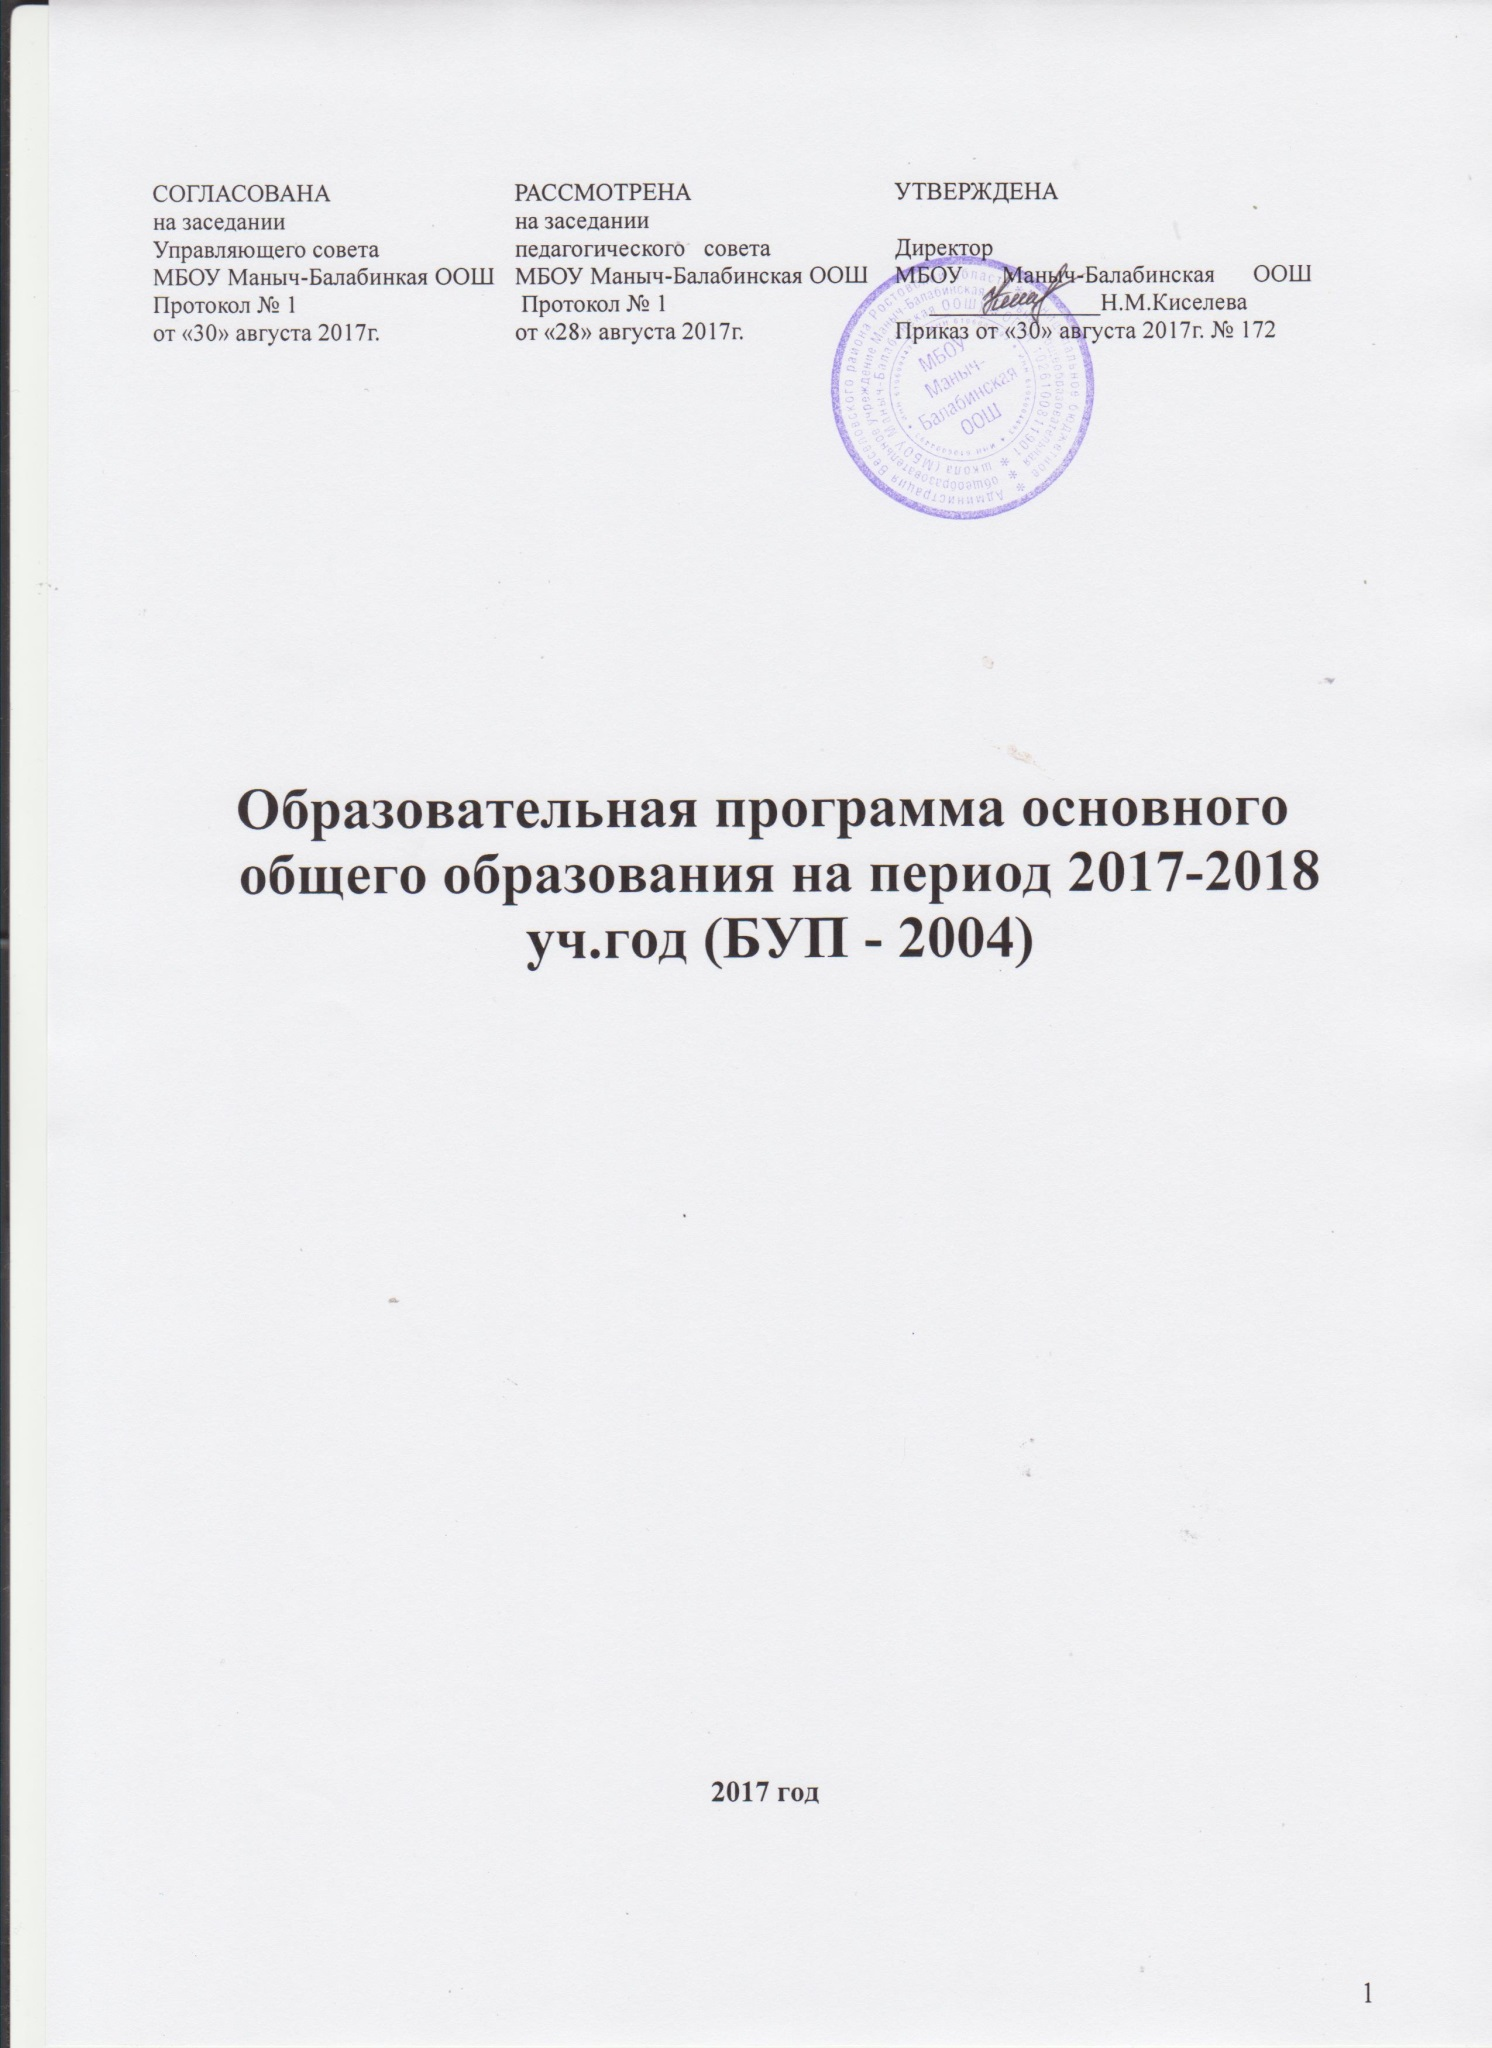 СОГЛАСОВАНА
на заседании
Управляющего совета
МБОУ Маныч-Балабинкая ООШ
Протокол № 1
от «30» августа 2017г.
РАССМОТРЕНА
на заседании
педагогического совета
МБОУ Маныч-Балабинская ООШ
Протокол № 1
от «28» августа 2017г.
УТВЕРЖДЕНА
Директор
МБОУ Маныч-Балабинская ООШ
Н.М.Киселева
Приказ от «30» августа 2017г. № 172
МБОУ
Маныч-
Балабинская
ООШ
Образовательная программа основного
общего образования на период 2017-2018
уч.год (БУП - 2004)
2017 год
1